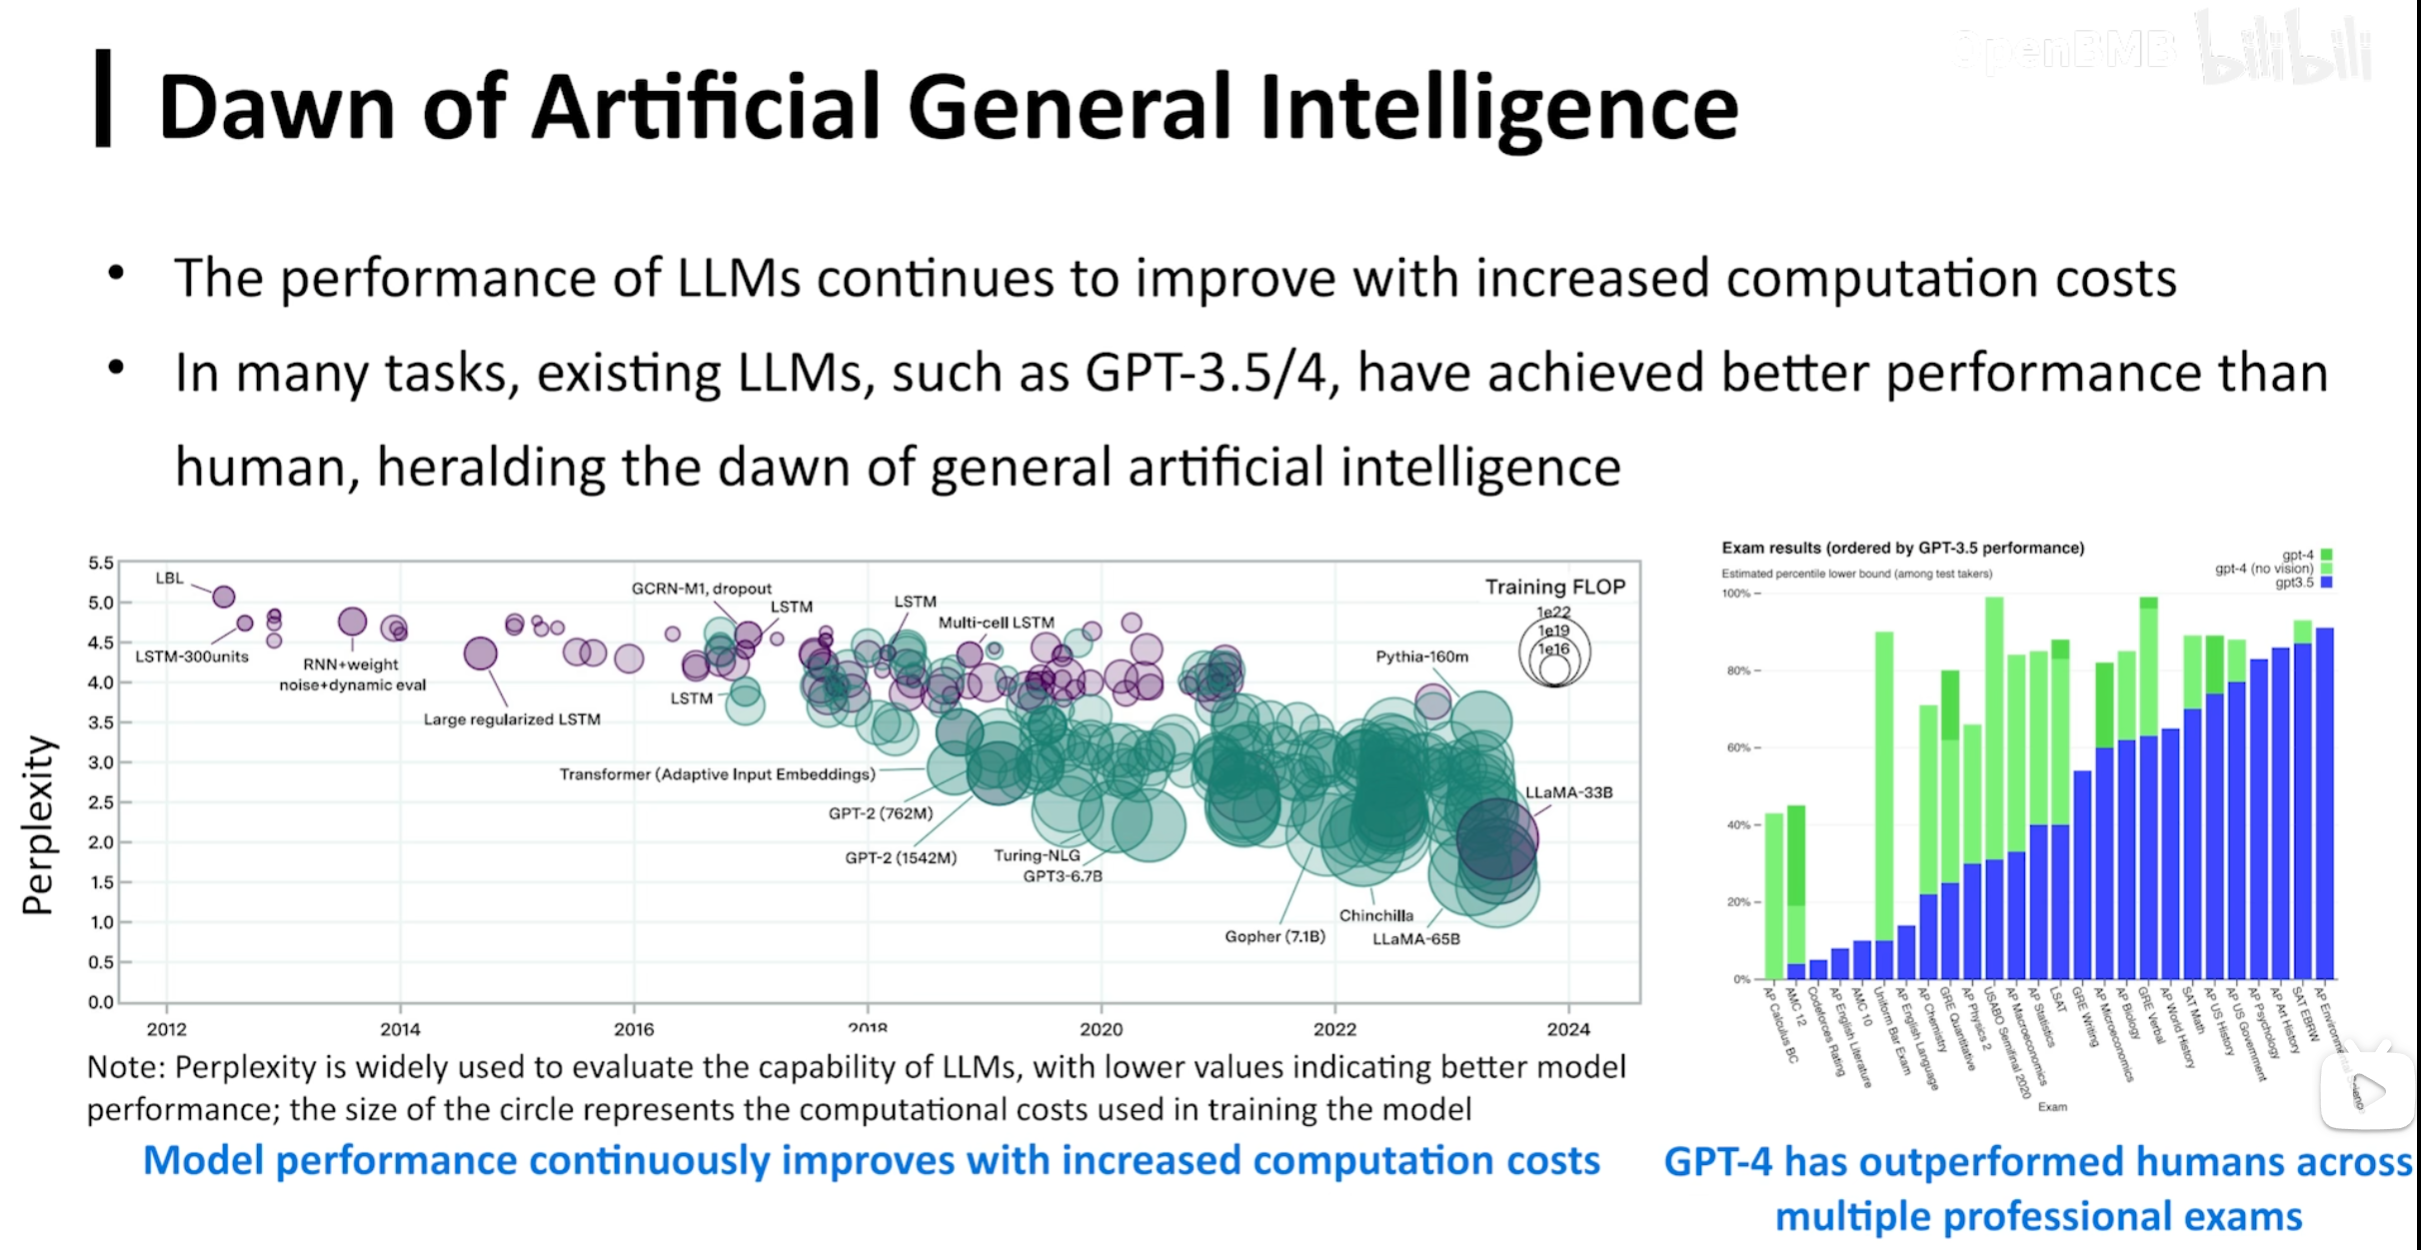 OpenBMB bilibili
Dawn of Artificial General Intelligence
• The performance of LLMs continues to improve with increased computation costs
• In many tasks, existing LLMs, such as GPT-3.5/4, have achieved better performance than
human, heralding the dawn of general artificial intelligence
Perplexity
5.5
5.0
4.5
4.0
3.5
3.0
2.5
2.0
1.5
1.0
0.5
0.0
LBL
LSTM-300units
RNN+weight
noise+dynamic eval
Large regularized LSTM
GCRN-M1, dropout
LSTM
LSTM
LSTM
Multi-cell LSTM
Transformer (Adaptive Input Embeddings)
GPT-2 (762M)
GPT-2 (1542M)
Turing-NLG
GPT3-6.7B
Pythia-160m
LLaMA-33B
Gopher (7.1B)
Chinchilla
LLaMA-65B
Training FLOP
1e22
1e19
1e16
2012 2014 2016 2018 2020 2022 2024
Exam results (ordered by GPT-3.5 performance)
Estimated percentile lower bound (among test takers)
gpt-4
gpt-4 (no vision)
gpt3.5
100%
80%
60%
40%
20%
0%
AP Calculus BC
AMC 12
Codeforces Rating
AP English Literature
AMC 10
Uniform Bar Exam
AP English Language
AP Chemistry
GRE Quantitative
AP Physics 2
USABO Semifinal 2020
AP Macroeconomics
AP Statistics
LSAT
GRE Writing
AP Microeconomics
AP Biology
GRE Verbal
AP World History
SAT Math
AP US History
AP US Government
AP Psychology
AP Art History
SAT EBRW
AP Environmental Science
Exam
Note: Perplexity is widely used to evaluate the capability of LLMs, with lower values indicating better model
performance; the size of the circle represents the computational costs used in training the model
Model performance continuously improves with increased computation costs
GPT-4 has outperformed humans across
multiple professional exams